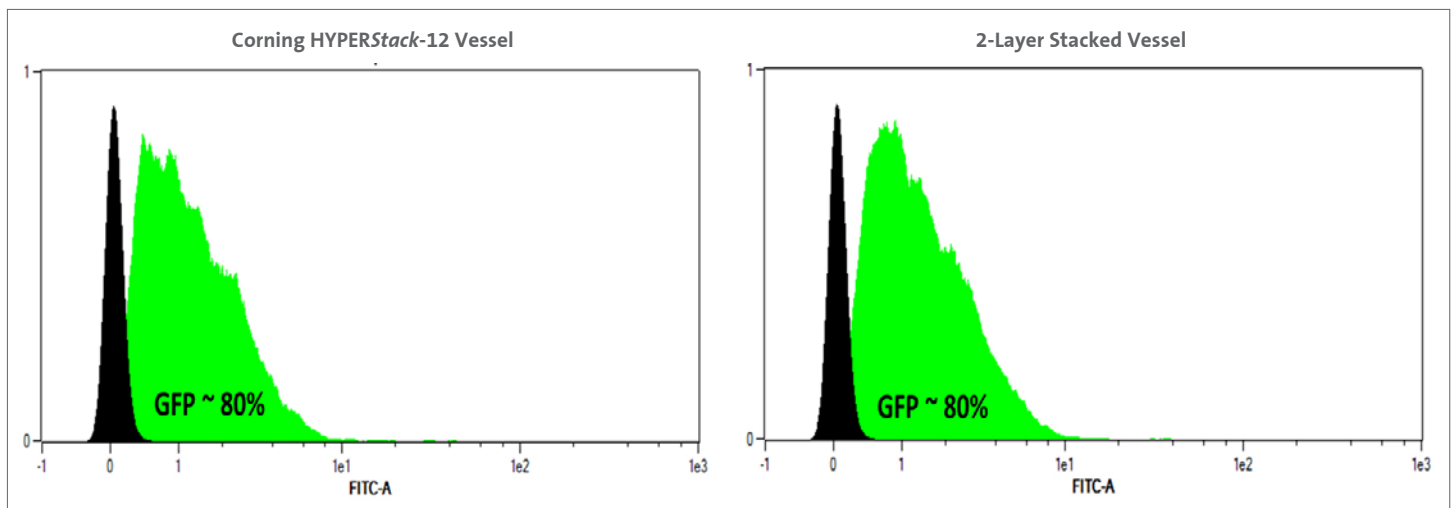 Corning HYPERStack-12 Vessel
1
0
GFP ~ 80%
-1 0 1 1e1 1e2 1e3
FITC-A
2-Layer Stacked Vessel
1
0
GFP ~ 80%
-1 0 1 1e1 1e2 1e3
FITC-A